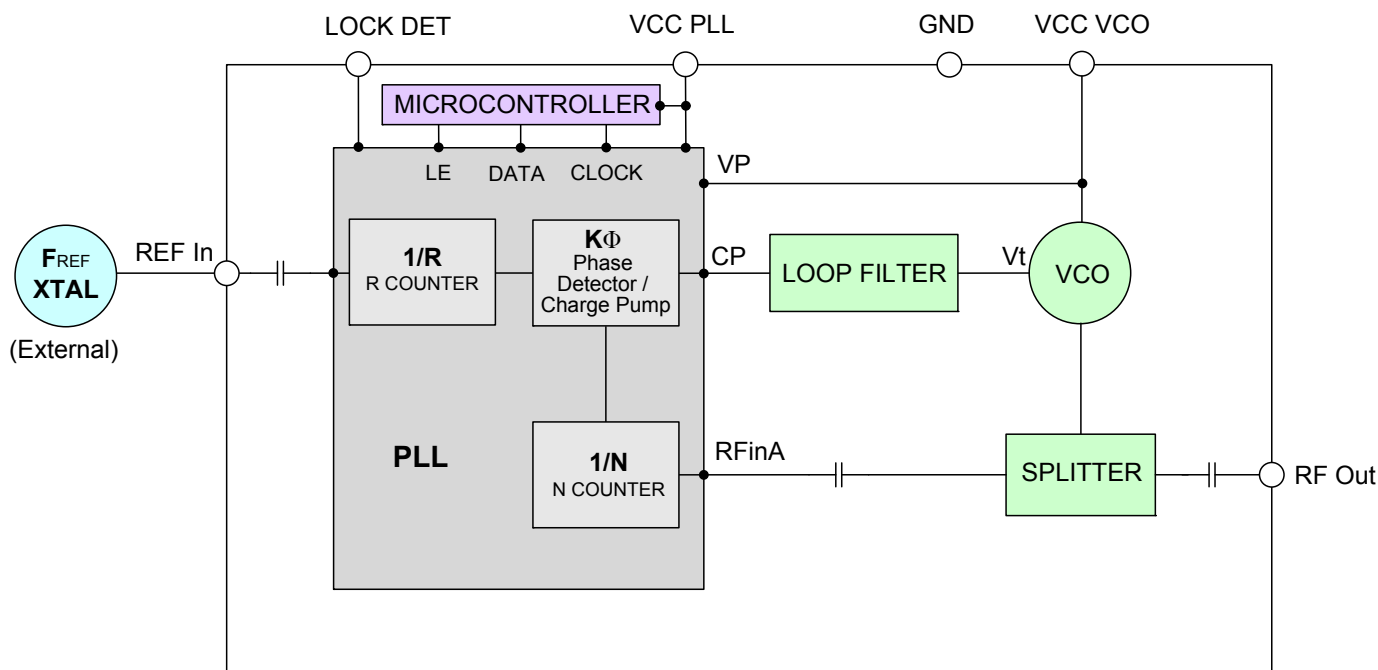 LOCK DET
VCC PLL
GND
VCC VCO
MICROCONTROLLER
LE
DATA
CLOCK
VP
FREF
XTAL
(External)
REF In
1/R
R COUNTER
KΦ
Phase
Detector /
Charge Pump
CP
LOOP FILTER
Vt
VCO
PLL
1/N
N COUNTER
RFinA
SPLITTER
RF Out